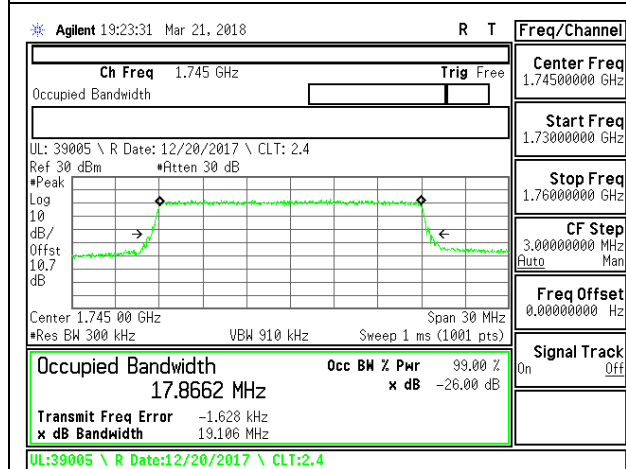 Agilent 19:23:31 Mar 21, 2018 R T
Freq/Channel
Ch Freq 1.745 GHz Trig Free
Occupied Bandwidth
Center Freq
1.74500000 GHz
Start Freq
1.73000000 GHz
UL: 39005 \ R Date: 12/20/2017 \ CLT: 2.4
Ref 30 dBm #Atten 30 dB
#Peak
Log
10
dB/
Offst
10.7
dB
Stop Freq
1.76000000 GHz
CF Step
3.00000000 MHz
Auto Man
Freq Offset
0.00000000 Hz
Center 1.745 00 GHz Span 30 MHz
#Res BW 300 kHz VBW 910 kHz Sweep 1 ms (1001 pts)
Signal Track
On Off
Occupied Bandwidth Occ BW % Pwr 99.00 %
17.8662 MHz x dB -26.00 dB
Transmit Freq Error -1.628 kHz
x dB Bandwidth 19.106 MHz
UL:39005 \ R Date:12/20/2017 \ CLT:2.4